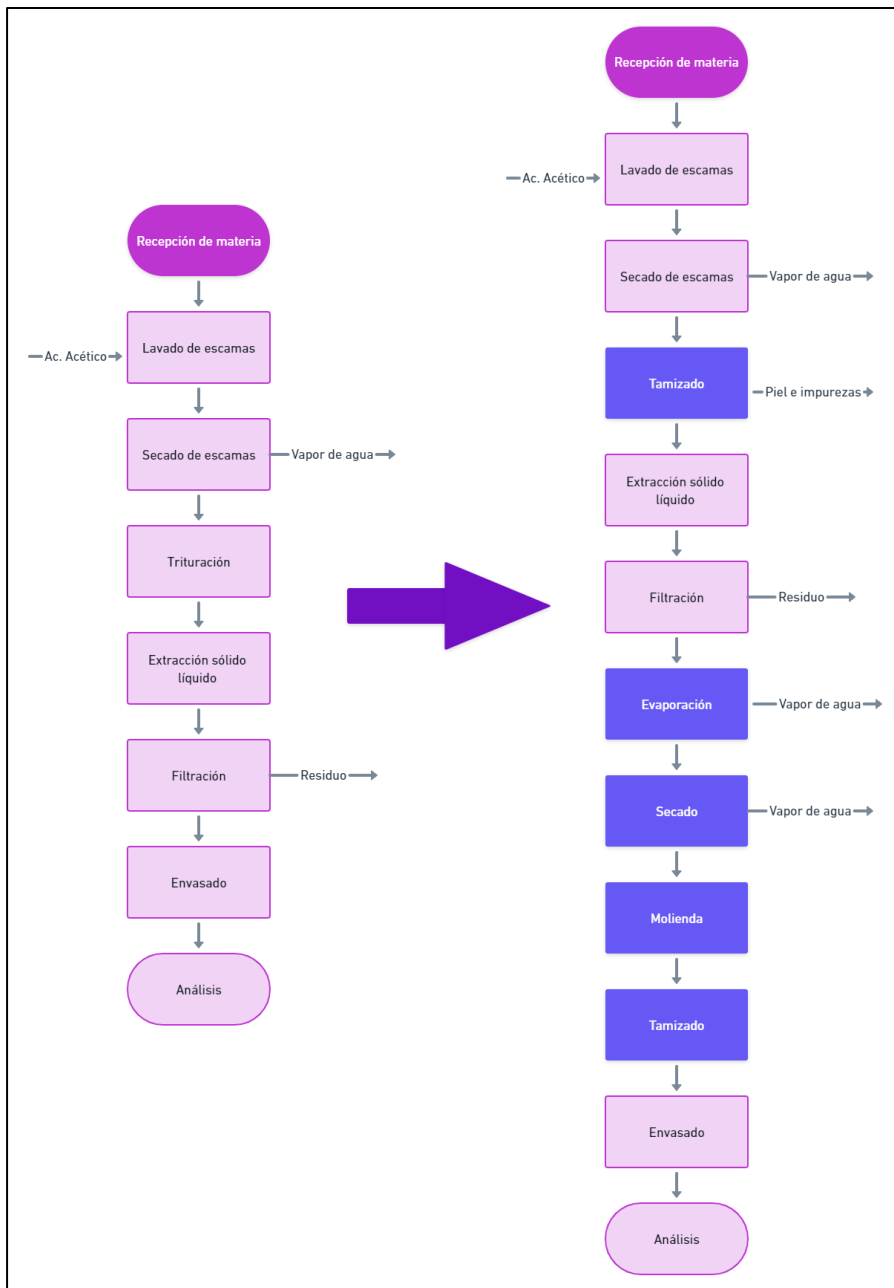 Recepción de materia
Ac. Acético
Lavado de escamas
Secado de escamas
Vapor de agua
Trituración
Extracción sólido
líquido
Filtración
Residuo
Envasado
Análisis
Recepción de materia
Ac. Acético
Lavado de escamas
Secado de escamas
Vapor de agua
Tamizado
Piel e impurezas
Extracción sólido
líquido
Filtración
Residuo
Evaporación
Vapor de agua
Secado
Vapor de agua
Molienda
Tamizado
Envasado
Análisis